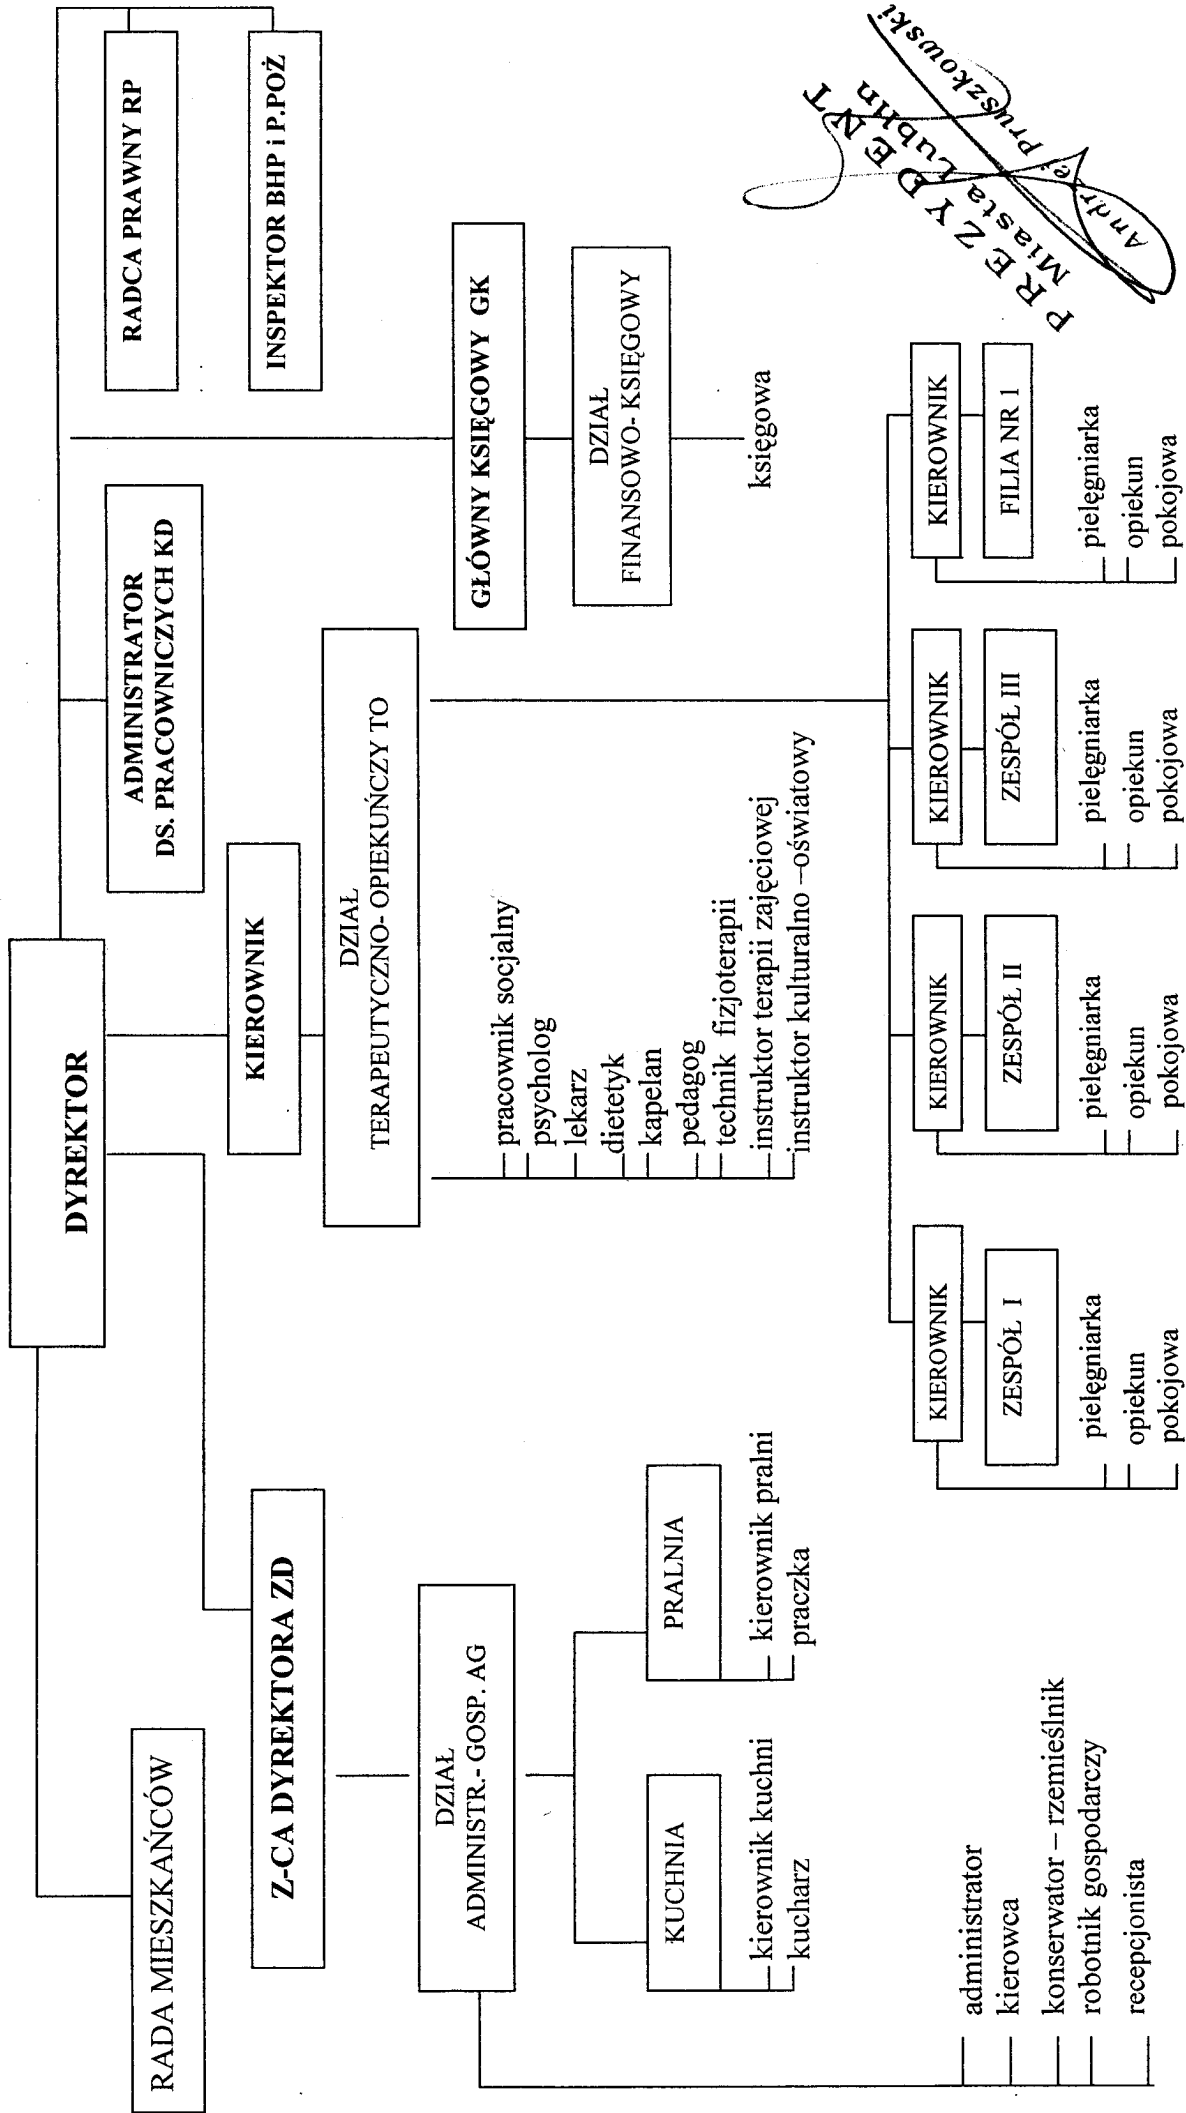 DYREKTOR
RADA MIESZKAŃCÓW
Z-CA DYREKTORA ZD
DZIAŁ
ADMINISTR.- GOSP. AG
KUCHNIA
kierownik kuchni
kucharz
PRALNIA
kierownik pralni
praczka
administrator
kierowca
konserwator – rzemieślnik
robotnik gospodarczy
recepcjonista
KIEROWNIK
DZIAŁ
TERAPEUTYCZNO- OPIEKUŃCZY TO
pracownik socjalny
psycholog
lekarz
dietetyk
kapelan
pedagog
technik fizjoterapii
instruktor terapii zajęciowej
instruktor kulturalno –oświatowy
KIEROWNIK
ZESPÓŁ I
pielęgniarka
opiekun
pokojowa
KIEROWNIK
ZESPÓŁ II
pielęgniarka
opiekun
pokojowa
KIEROWNIK
ZESPÓŁ III
pielęgniarka
opiekun
pokojowa
KIEROWNIK
FILIA NR 1
pielęgniarka
opiekun
pokojowa
ADMINISTRATOR
DS. PRACOWNICZYCH KD
GŁÓWNY KSIĘGOWY GK
DZIAŁ
FINANSOWO- KSIĘGOWY
księgowa
RADCA PRAWNY RP
INSPEKTOR BHP i P.POŻ
PREZYDENT
Miasta Lublin
Andrzej Pruszkowski